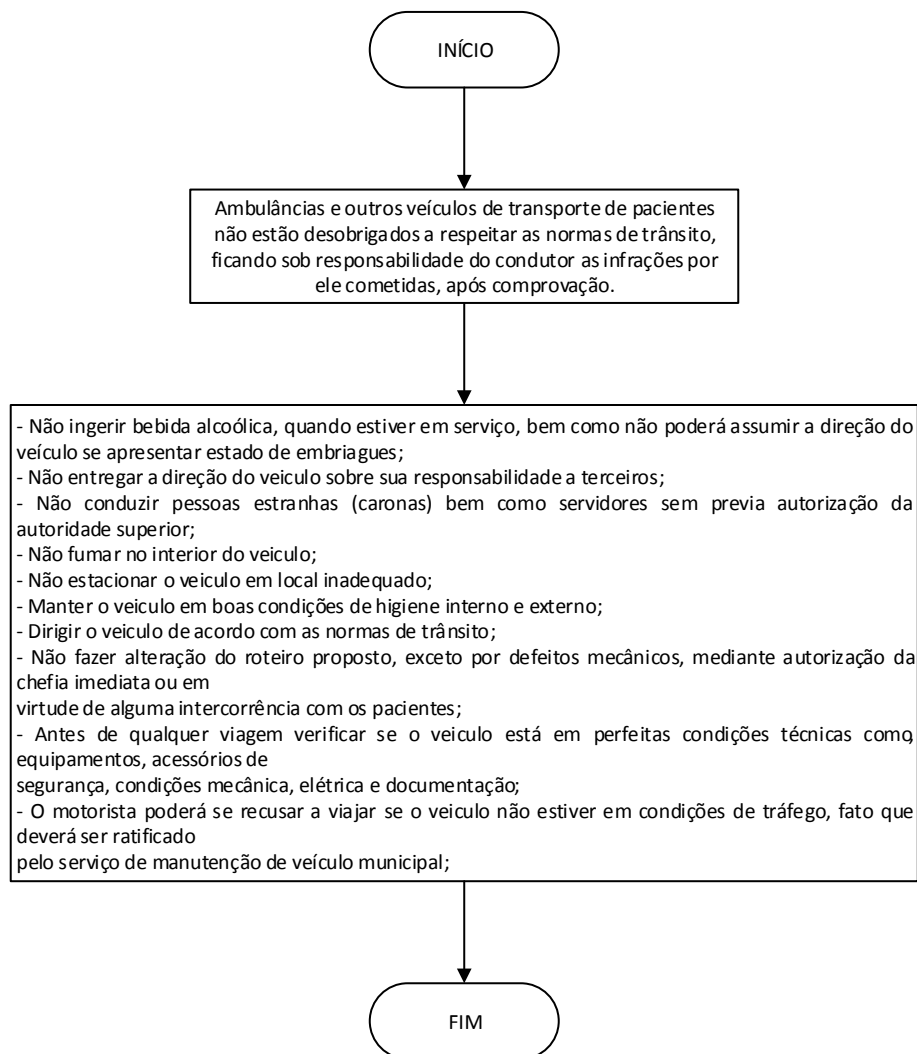 INÍCIO
Ambulâncias e outros veículos de transporte de pacientes
não estão desobrigados a respeitar as normas de trânsito,
ficando sob responsabilidade do condutor as infrações por
ele cometidas, após comprovação.
- Não ingerir bebida alcoólica, quando estiver em serviço, bem como não poderá assumir a direção do
veículo se apresentar estado de embriagues;
- Não entregar a direção do veiculo sobre sua responsabilidade a terceiros;
- Não conduzir pessoas estranhas (caronas) bem como servidores sem previa autorização da
autoridade superior;
- Não fumar no interior do veiculo;
- Não estacionar o veiculo em local inadequado;
- Manter o veiculo em boas condições de higiene interno e externo;
- Dirigir o veiculo de acordo com as normas de trânsito;
- Não fazer alteração do roteiro proposto, exceto por defeitos mecânicos, mediante autorização da
chefia imediata ou em
virtude de alguma intercorrência com os pacientes;
- Antes de qualquer viagem verificar se o veiculo está em perfeitas condições técnicas como,
equipamentos, acessórios de
segurança, condições mecânica, elétrica e documentação;
- O motorista poderá se recusar a viajar se o veiculo não estiver em condições de tráfego, fato que
deverá ser ratificado
pelo serviço de manutenção de veículo municipal;
FIM